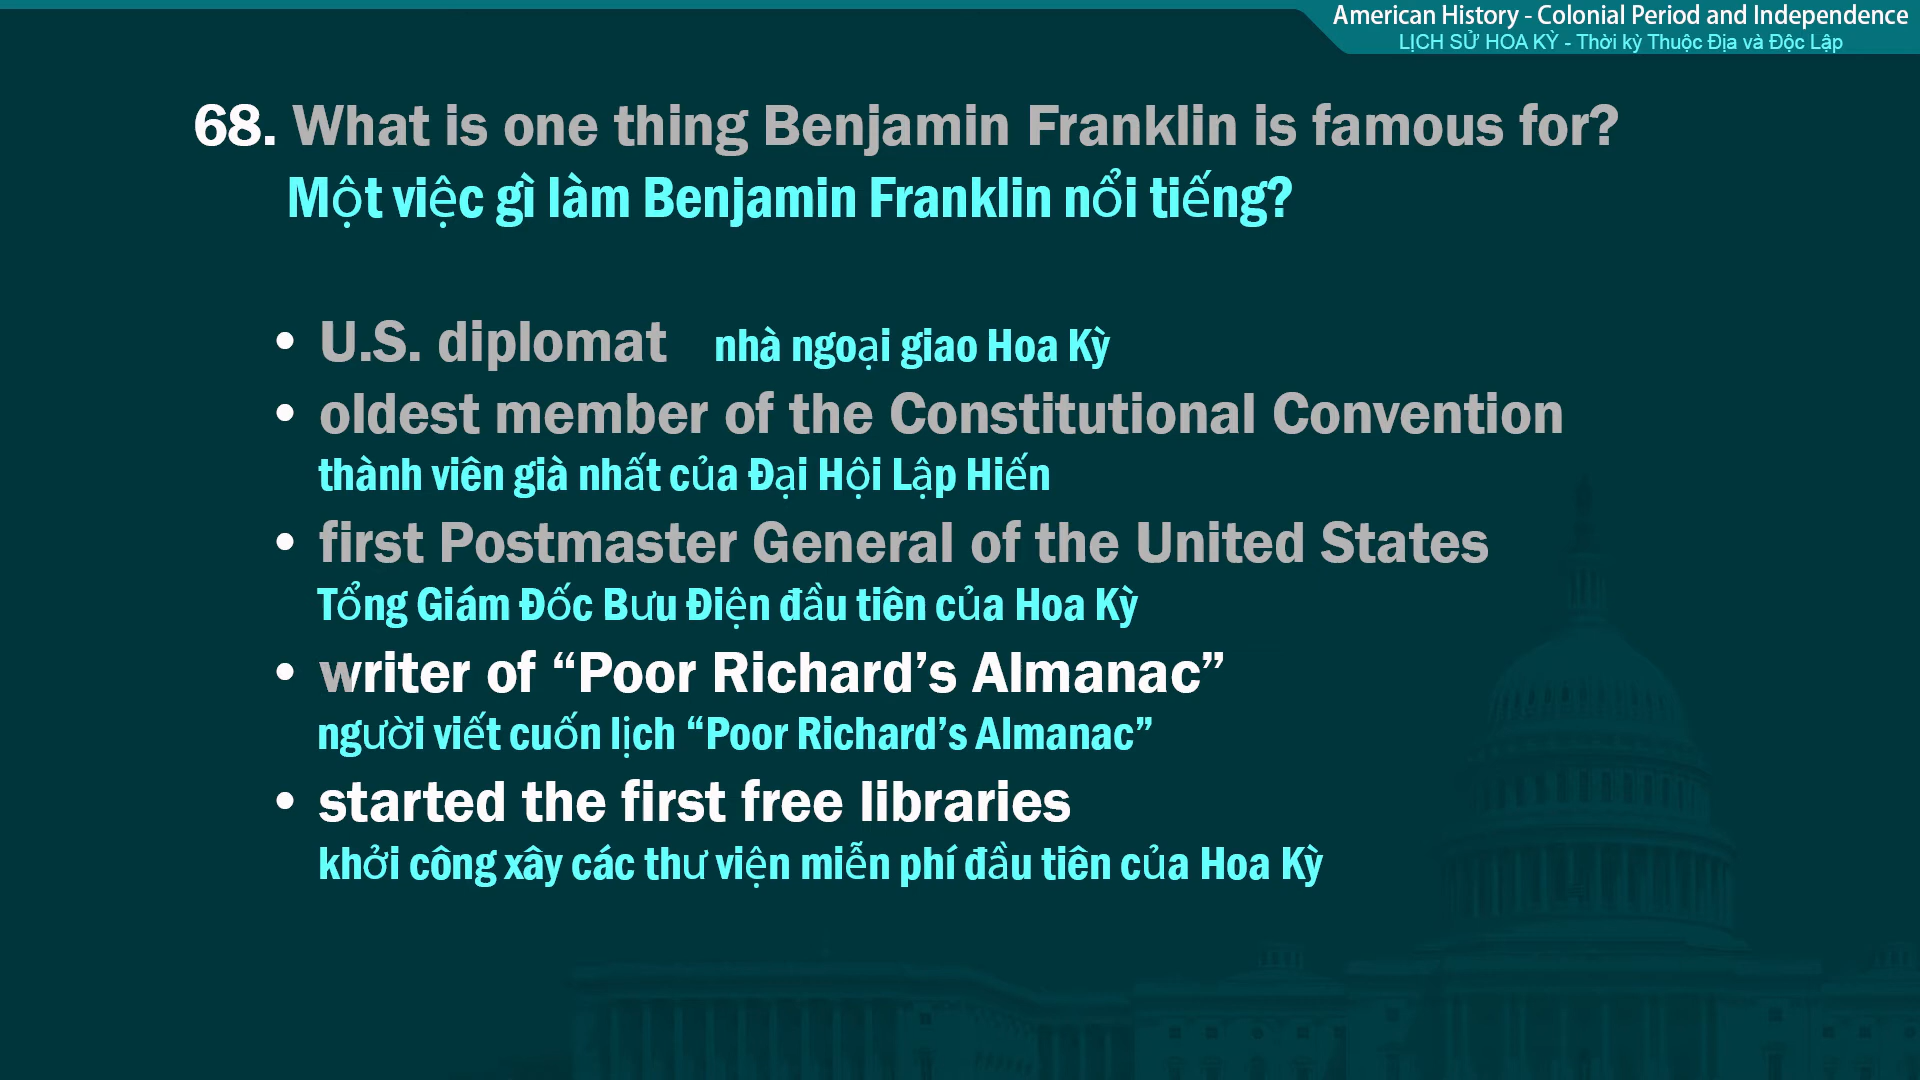 American History - Colonial Period and Independence
LỊCH SỬ HOA KỲ - Thời kỳ Thuộc Địa và Độc Lập
68. What is one thing Benjamin Franklin is famous for?
Một việc gì làm Benjamin Franklin nổi tiếng?
• U.S. diplomat nhà ngoại giao Hoa Kỳ
• oldest member of the Constitutional Convention
thành viên già nhất của Đại Hội Lập Hiến
• first Postmaster General of the United States
Tổng Giám Đốc Bưu Điện đầu tiên của Hoa Kỳ
• writer of “Poor Richard’s Almanac”
người viết cuốn lịch “Poor Richard’s Almanac”
• started the first free libraries
khởi công xây các thư viện miễn phí đầu tiên của Hoa Kỳ